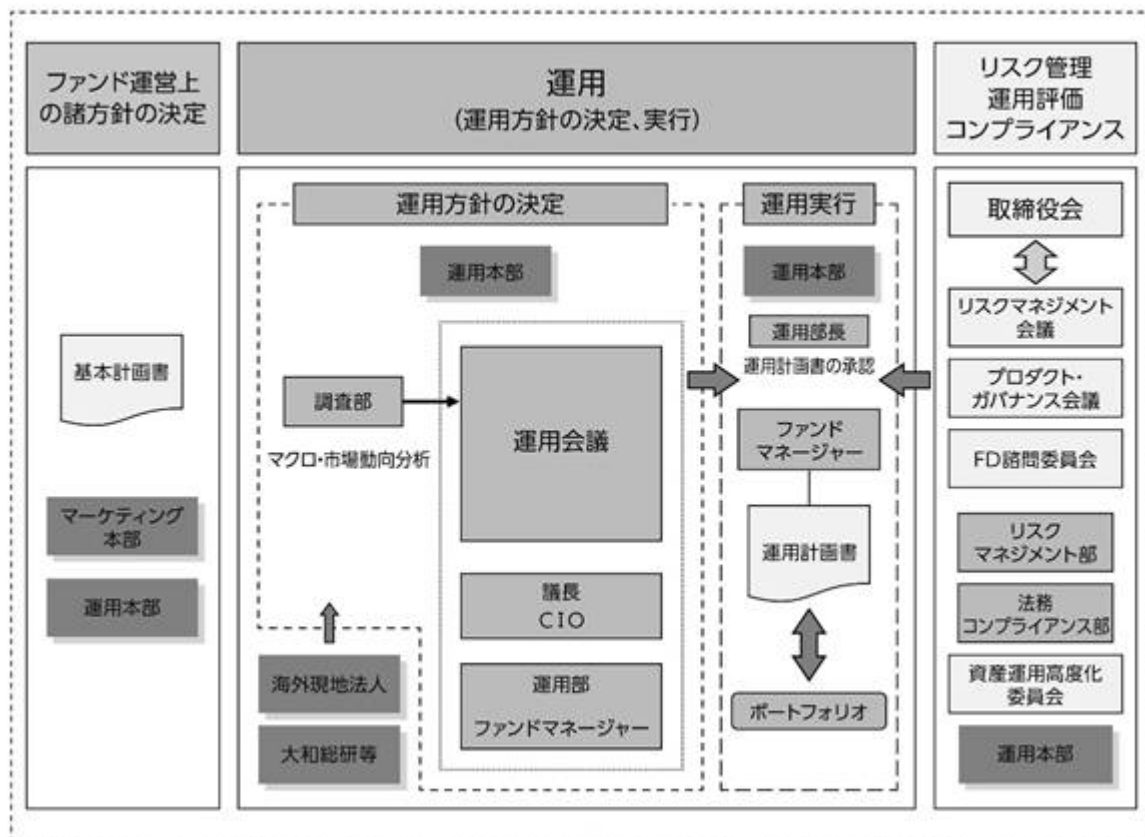 ファンド運営上
の諸方針の決定
運用
(運用方針の決定、実行)
リスク管理
運用評価
コンプライアンス
基本計画書
マーケティング
本部
運用本部
運用方針の決定
運用本部
調査部
マクロ・市場動向分析
運用会議
議長
CIO
運用部
ファンドマネージャー
海外現地法人
大和総研等
運用実行
運用本部
運用部長
運用計画書の承認
ファンド
マネージャー
運用計画書
ポートフォリオ
取締役会
リスクマネジメント
会議
プロダクト・
ガバナンス会議
FD諮問委員会
リスク
マネジメント部
法務
コンプライアンス部
資産運用高度化
委員会
運用本部